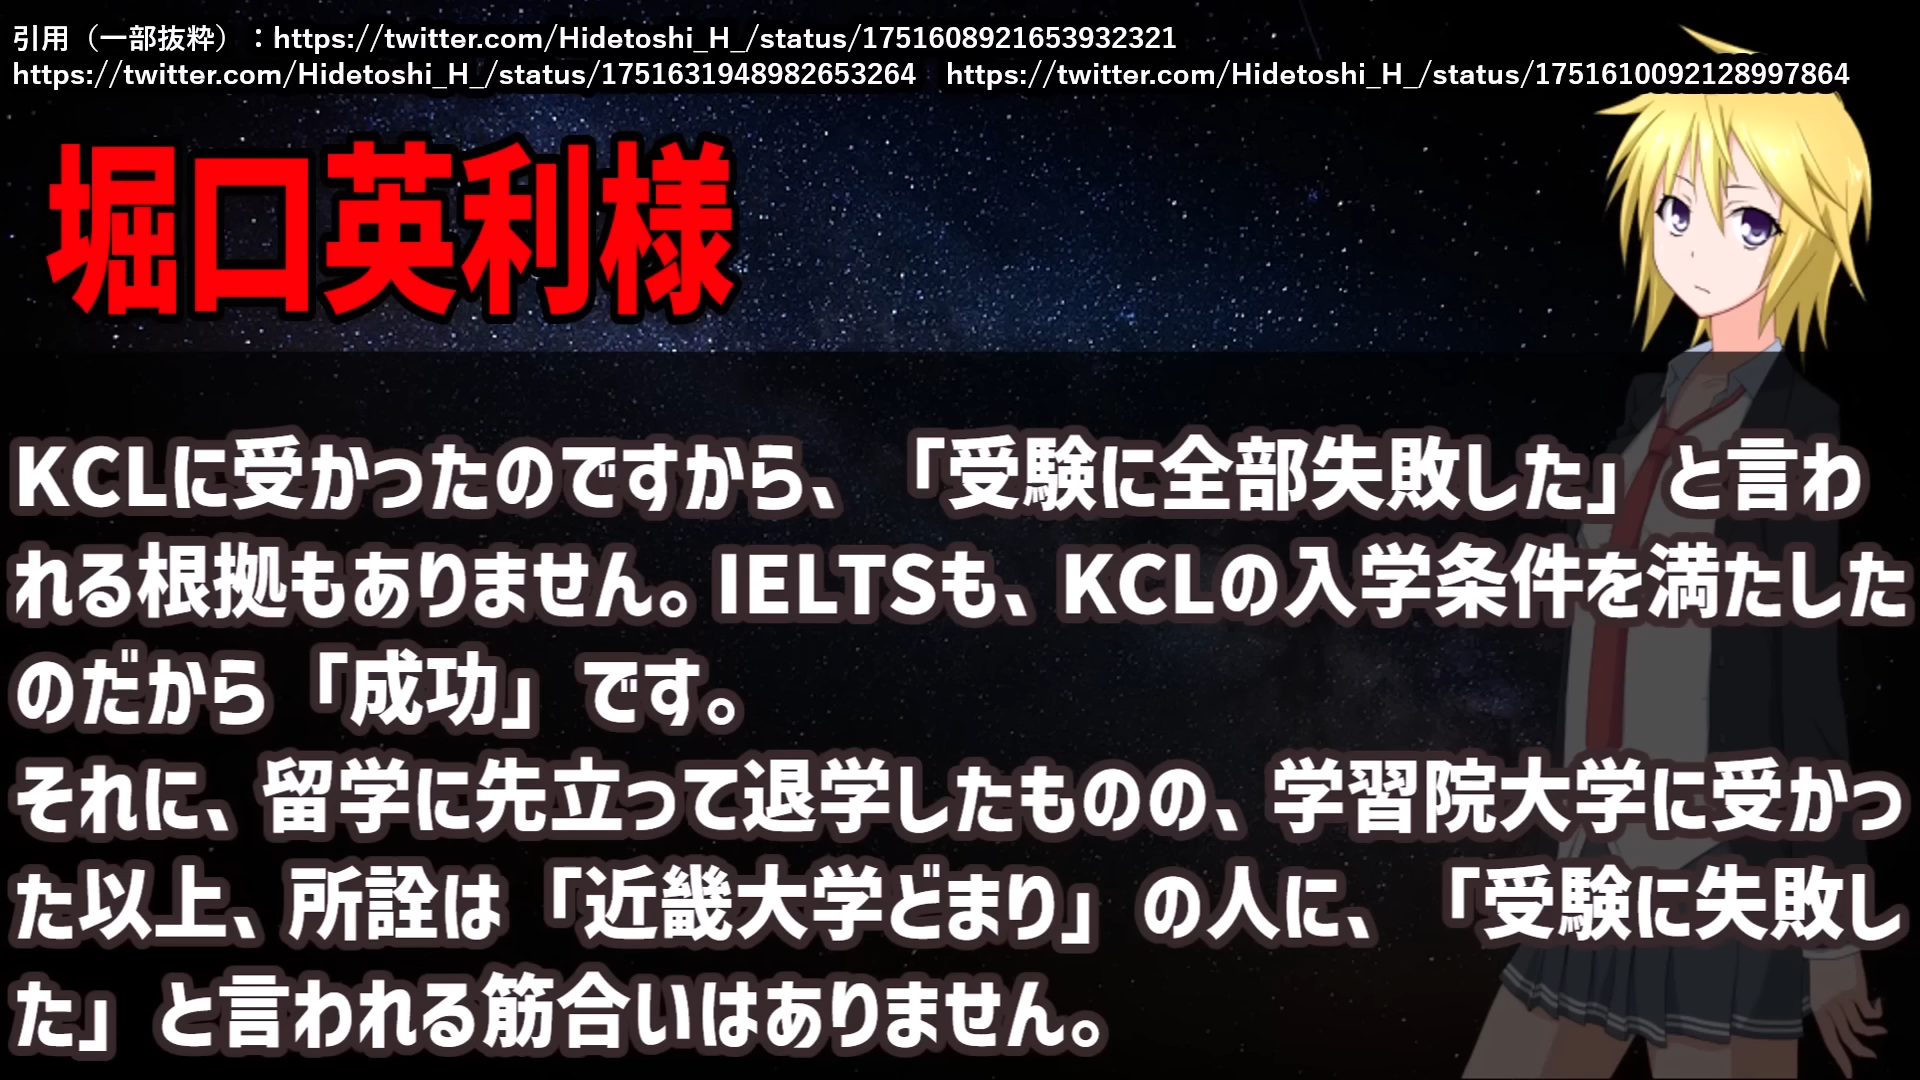 引用（一部抜粋）：https://twitter.com/Hidetoshi_H_/status/1751608921653932321
https://twitter.com/Hidetoshi_H_/status/1751631948982653264　https://twitter.com/Hidetoshi_H_/status/1751610092128997864
堀口英利様
KCLに受かったのですから、「受験に全部失敗した」と言わ
れる根拠もありません。IELTSも、KCLの入学条件を満たした
のだから「成功」です。
それに、留学に先立って退学したものの、学習院大学に受かっ
た以上、所詮は「近畿大学どまり」の人に、「受験に失敗し
た」と言われる筋合いはありません。